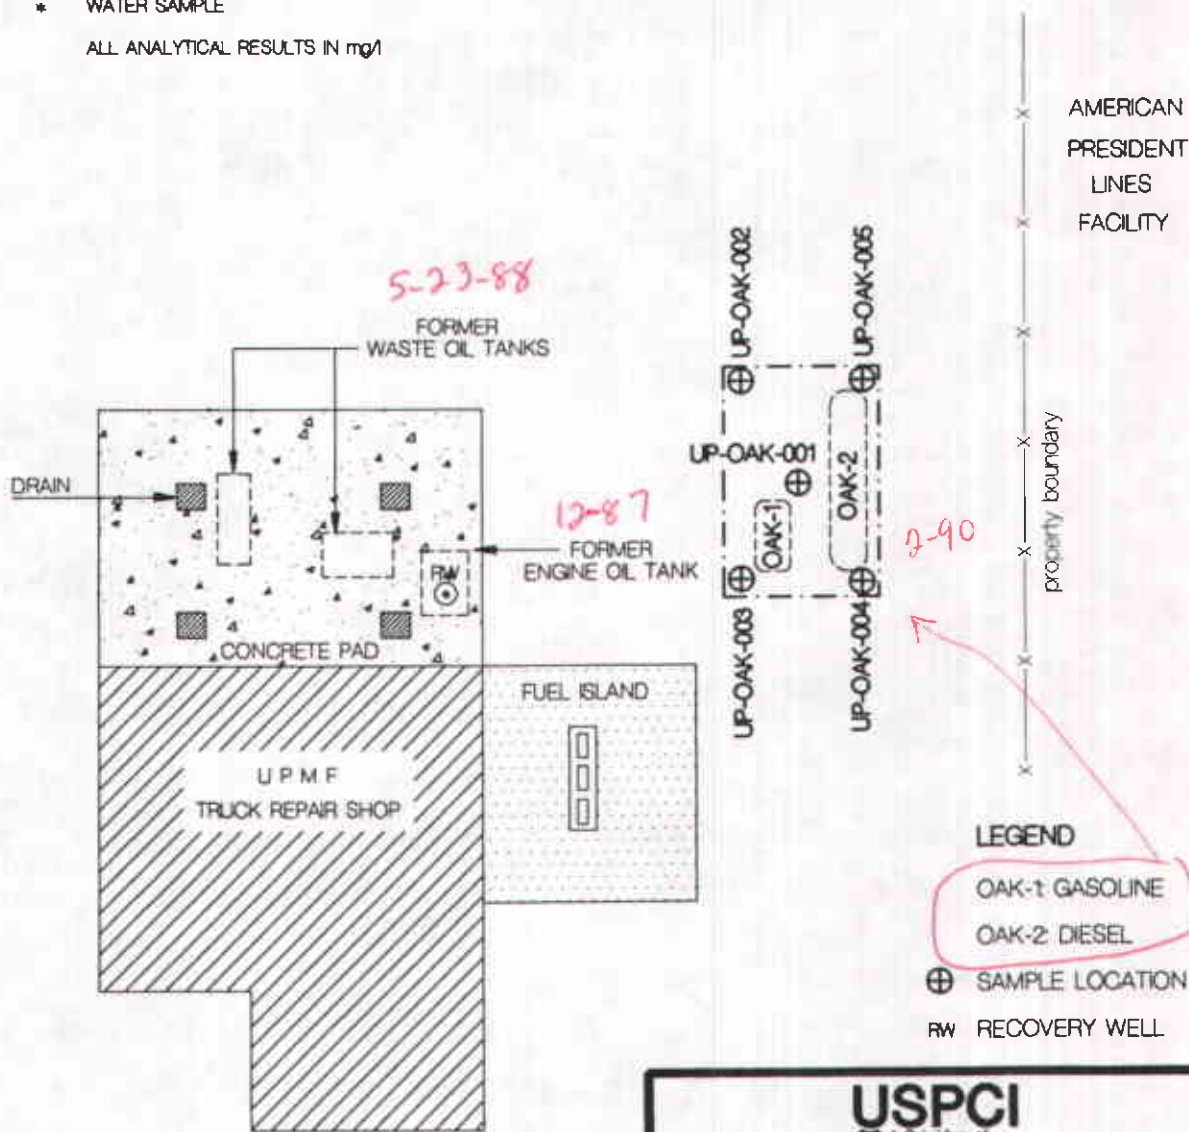 * WATER SAMPLE
ALL ANALYTICAL RESULTS IN mg/l
AMERICAN
PRESIDENT
LINES
FACILITY
UP-OAK-002
UP-OAK-005
5-23-88
FORMER
WASTE OIL TANKS
property boundary
UP-OAK-001
OAK-2
OAK-1
DRAIN
12-87
FORMER
ENGINE OIL TANK
2-90
RW
CONCRETE PAD
UP-OAK-003
UP-OAK-004
FUEL ISLAND
U P M F
TRUCK REPAIR SHOP
LEGEND
OAK-1: GASOLINE
OAK-2: DIESEL
SAMPLE LOCATION
RW RECOVERY WELL
USPCI